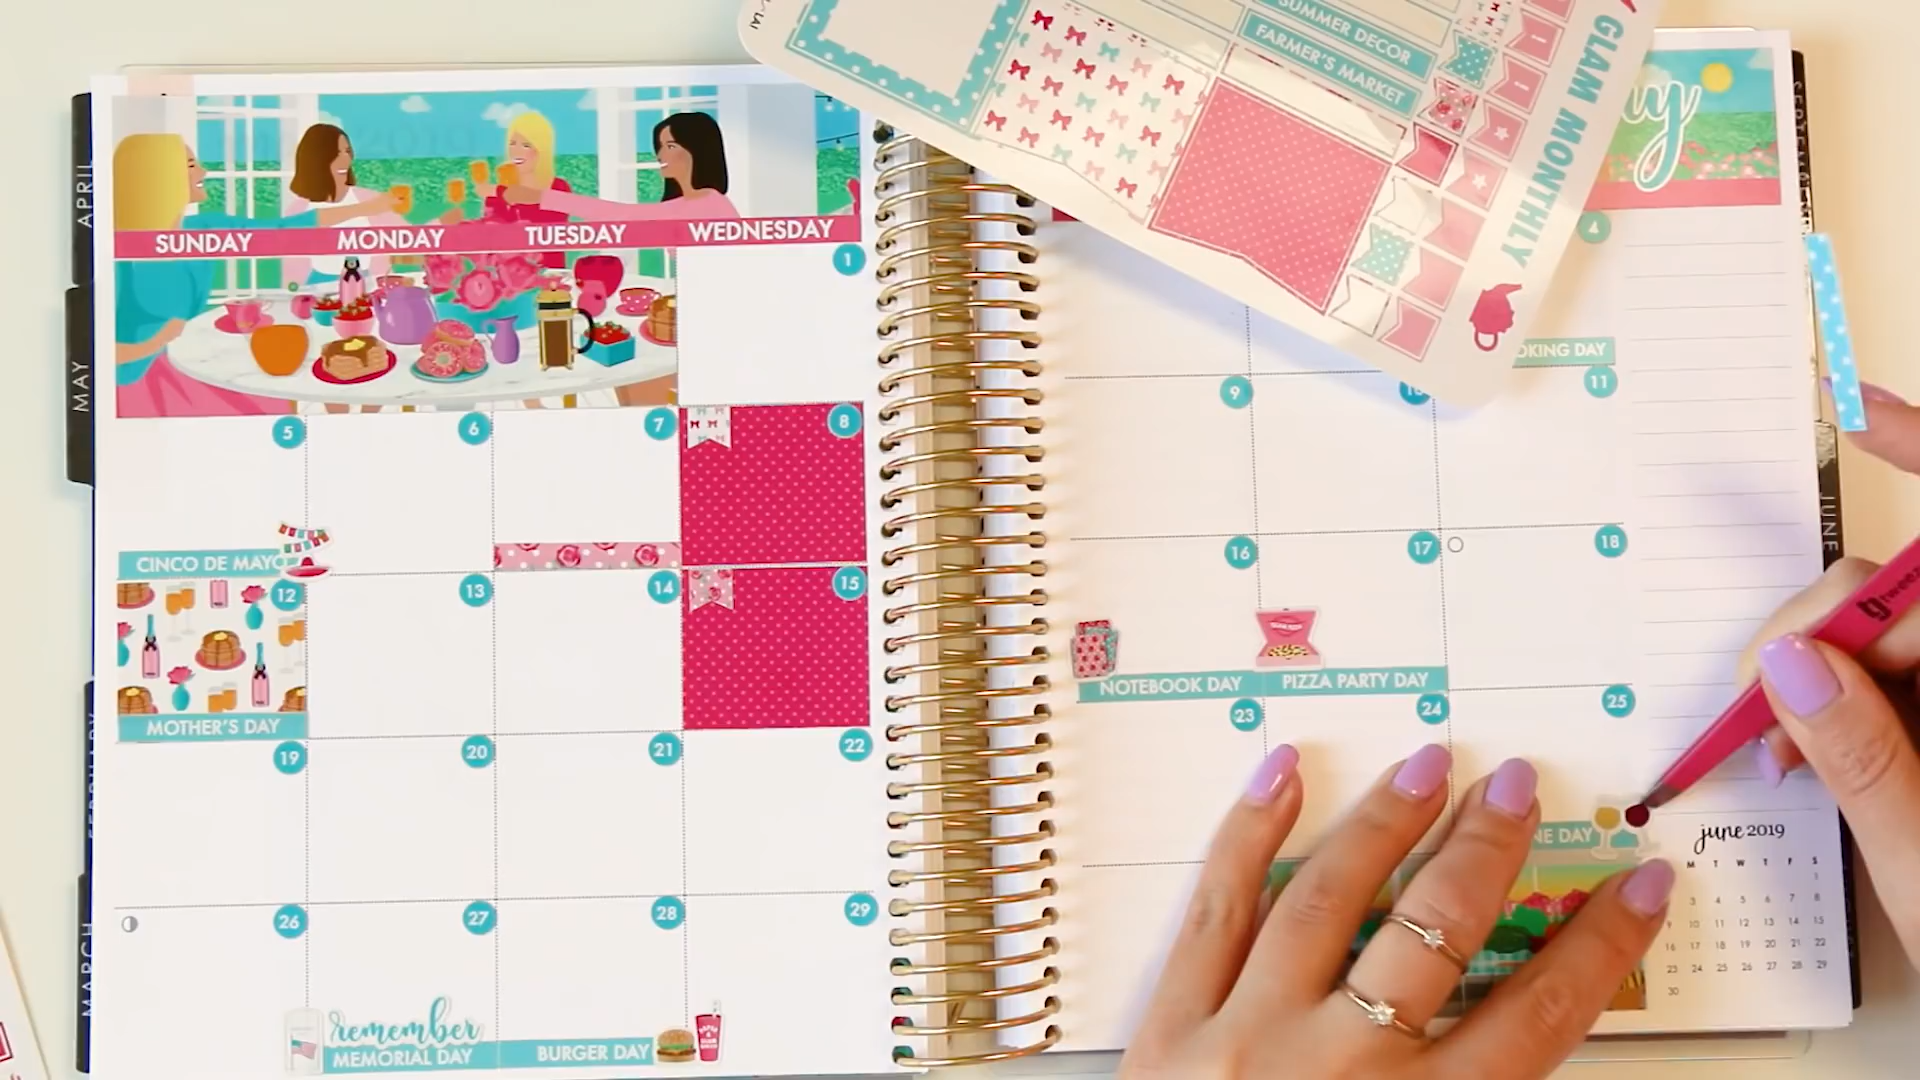 SUMMER DECOR
FARMER'S MARKET
GLAM MONTHLY
APRIL
MAY
MARCH
JUNE
SUNDAY MONDAY TUESDAY WEDNESDAY
1
5 6 7 8
CINCO DE MAYO
12 13 14 15
MOTHER'S DAY
19 20 21 22
26 27 28 29
remember
MEMORIAL DAY
BURGER DAY
4
9 10 11
16 17 18
NOTEBOOK DAY PIZZA PARTY DAY
23 24 25
DAY
june 2019
M T W T F S
1
3 4 5 6 7 8
9 10 11 12 13 14 15
16 17 18 19 20 21 22
23 24 25 26 27 28 29
30